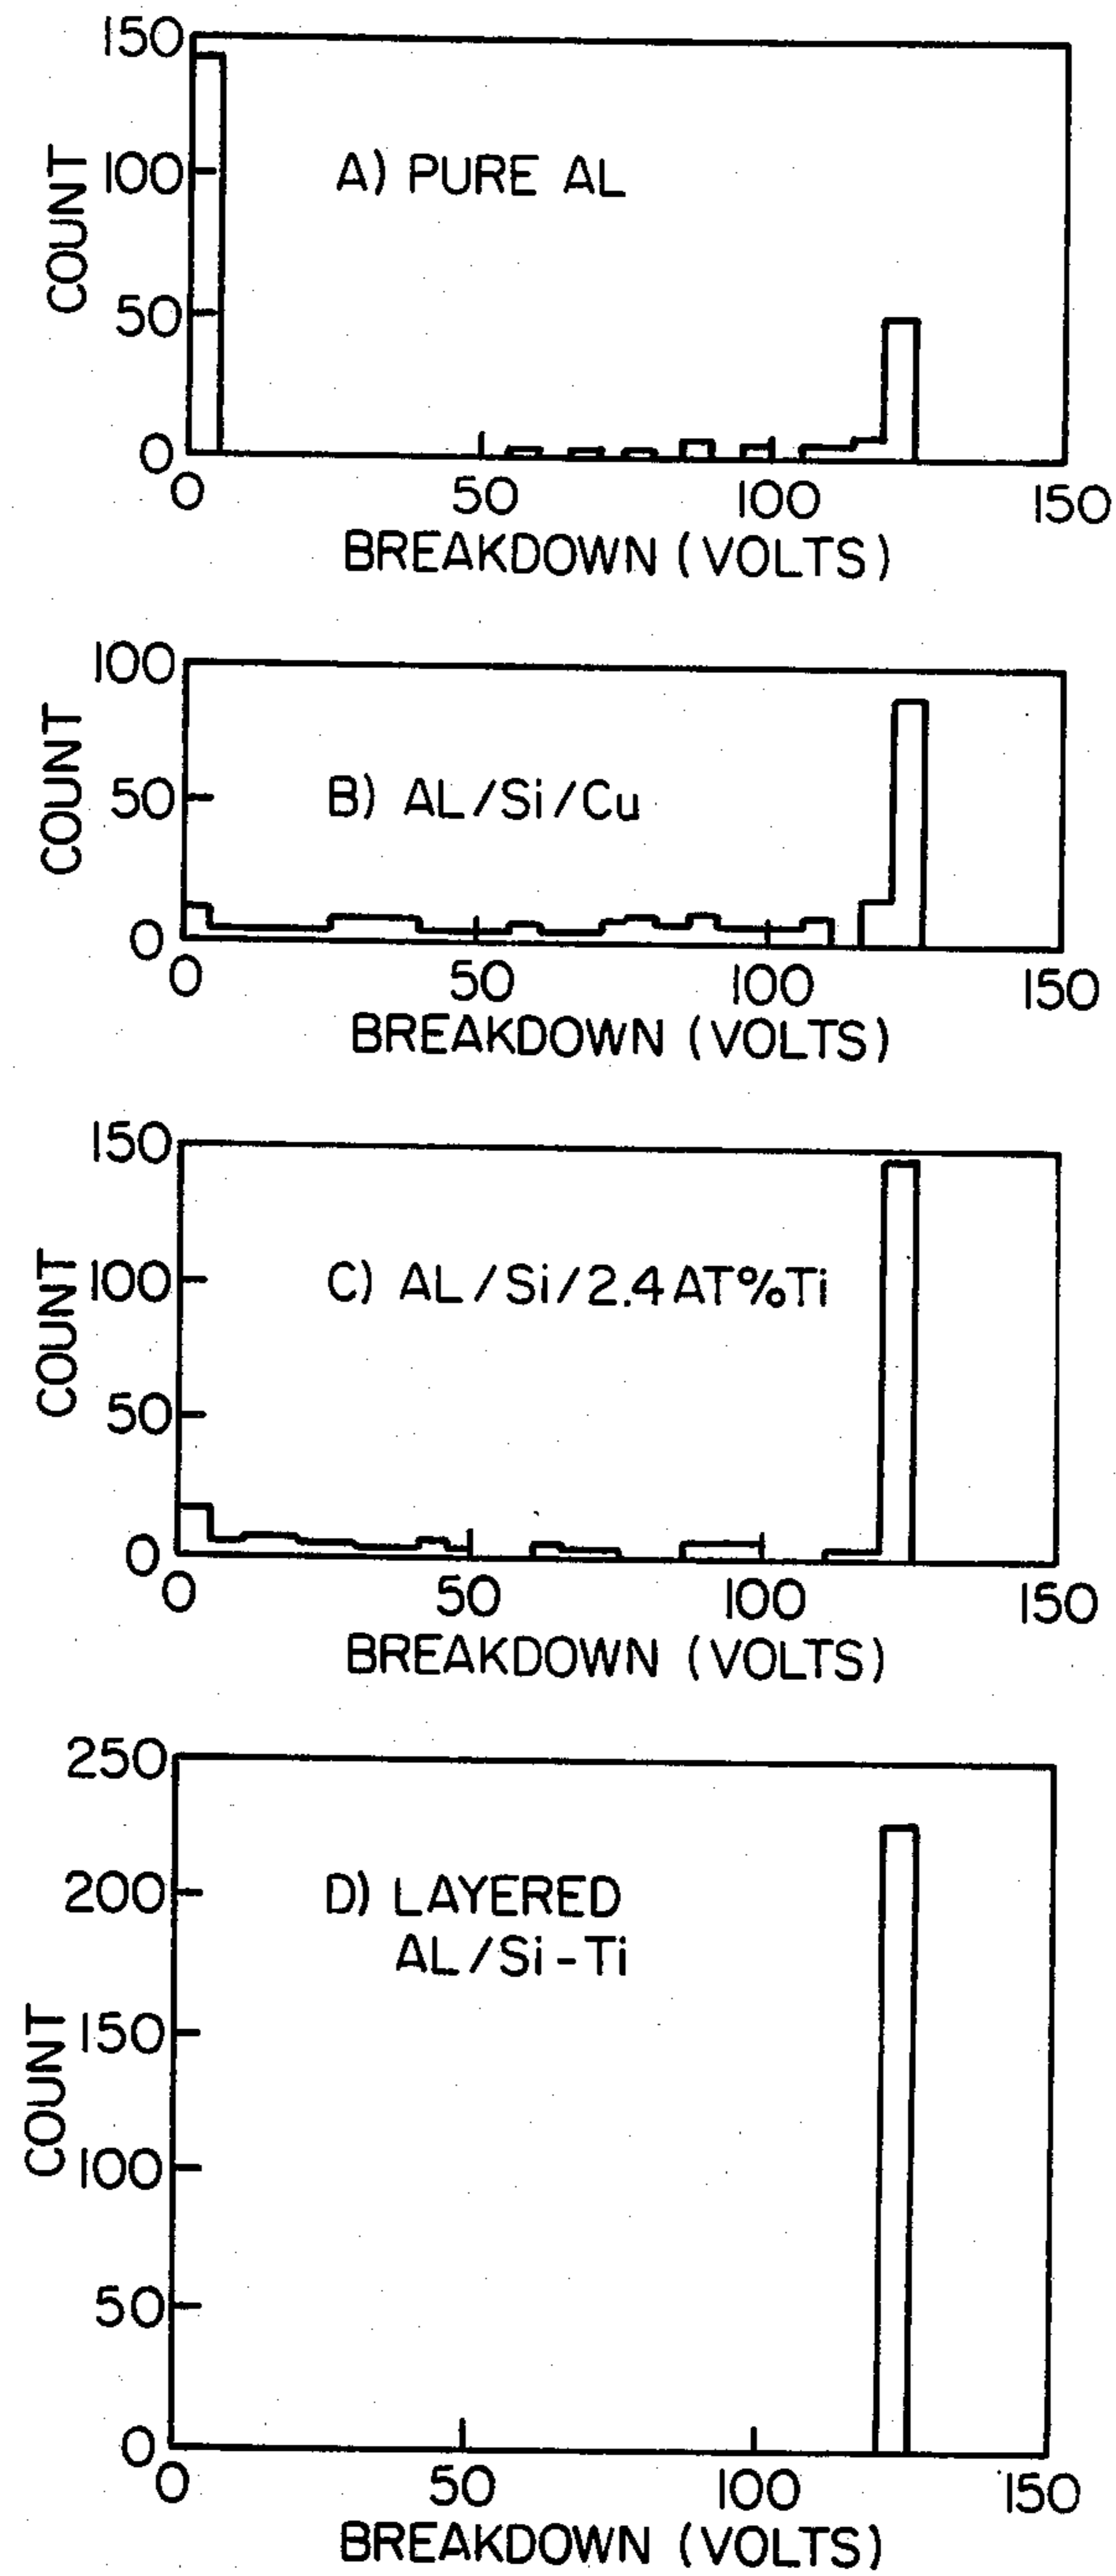 150
100
50
0
COUNT
A) PURE AL
0 50 100 150
BREAKDOWN (VOLTS)
100
50
0
COUNT
B) AL/Si/Cu
0 50 100 150
BREAKDOWN (VOLTS)
150
100
50
0
COUNT
C) AL/Si/2.4 AT%Ti
0 50 100 150
BREAKDOWN (VOLTS)
250
200
150
100
50
0
COUNT
D) LAYERED
AL/Si-Ti
0 50 100 150
BREAKDOWN (VOLTS)